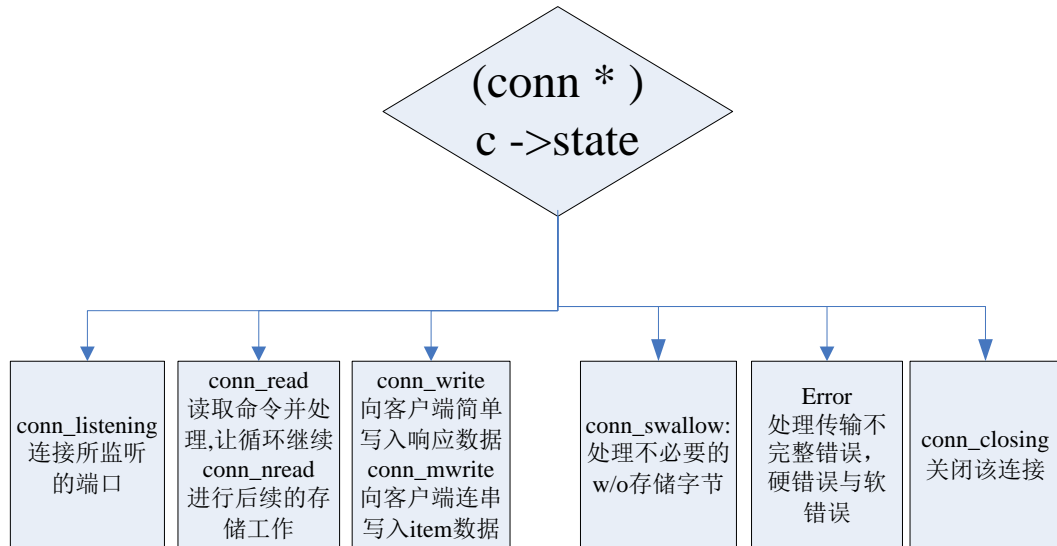 (conn * )
c ->state
conn_listening
连接所监听
的端口
conn_read
读取命令并处
理,让循环继续
conn_nread
进行后续的存
储工作
conn_write
向客户端简单
写入响应数据
conn_mwrite
向客户端连串
写入item数据
conn_swallow:
处理不必要的
w/o存储字节
Error
处理传输不
完整错误，
硬错误与软
错误
conn_closing
关闭该连接